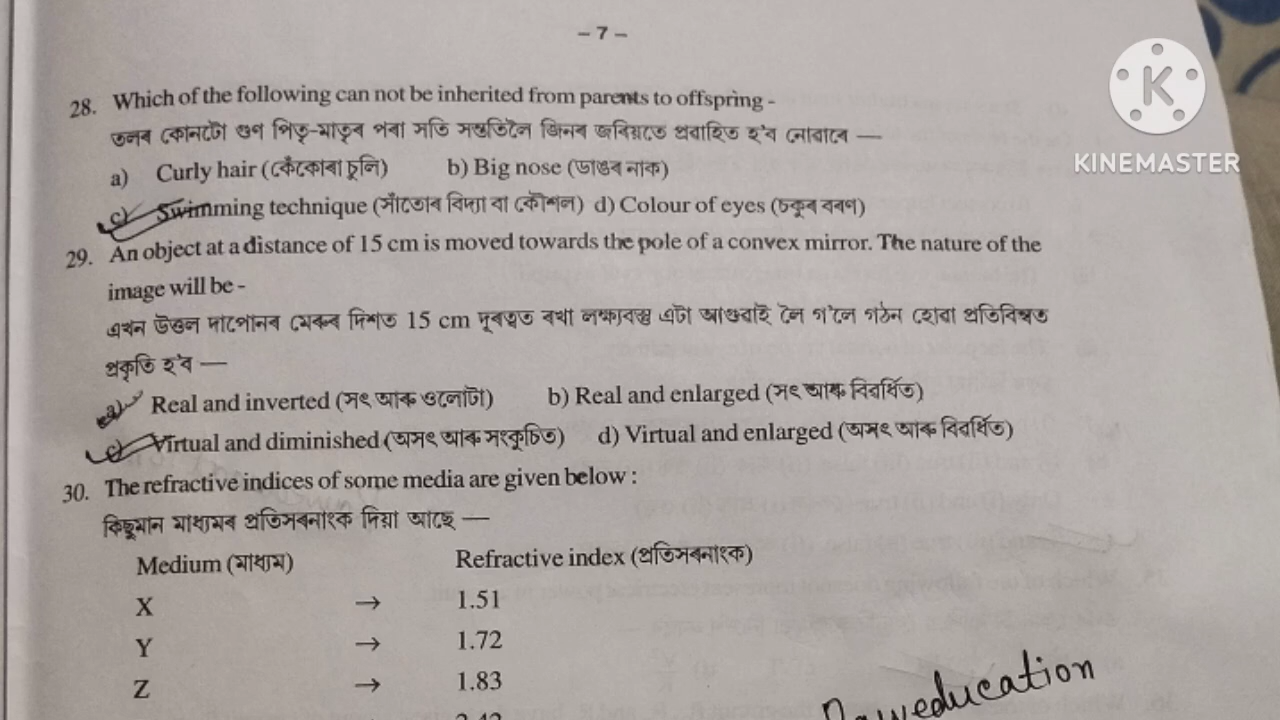 – 7 –
KINEMASTER
28. Which of the following can not be inherited from parents to offspring -
তলৰ কোনটো গুণ পিতৃ-মাতৃৰ পৰা সতি সন্ততিলৈ জিনৰ জৰিয়তে প্ৰবাহিত হ'ব নোৱাৰে —
a) Curly hair (কেঁকোৰা চুলি) b) Big nose (ডাঙৰ নাক)
c) Swimming technique (সাঁতোৰ বিদ্যা বা কৌশল) d) Colour of eyes (চকুৰ বৰণ)
29. An object at a distance of 15 cm is moved towards the pole of a convex mirror. The nature of the
image will be -
এখন উত্তল দাপোনৰ মেৰুৰ দিশত 15 cm দূৰত্বত ৰখা লক্ষ্যবস্তু এটা আগুৱাই লৈ গ'লে গঠন হোৱা প্ৰতিবিম্বত
প্ৰকৃতি হ'ব —
a) Real and inverted (সৎ আৰু ওলোটা) b) Real and enlarged (সৎ আৰু বিৱৰ্ধিত)
c) Virtual and diminished (অসৎ আৰু সংকুচিত) d) Virtual and enlarged (অসৎ আৰু বিৱৰ্ধিত)
30. The refractive indices of some media are given below :
কিছুমান মাধ্যমৰ প্ৰতিসৰনাংক দিয়া আছে —
Medium (মাধ্যম) Refractive index (প্ৰতিসৰনাংক)
X → 1.51
Y → 1.72
Z → 1.83